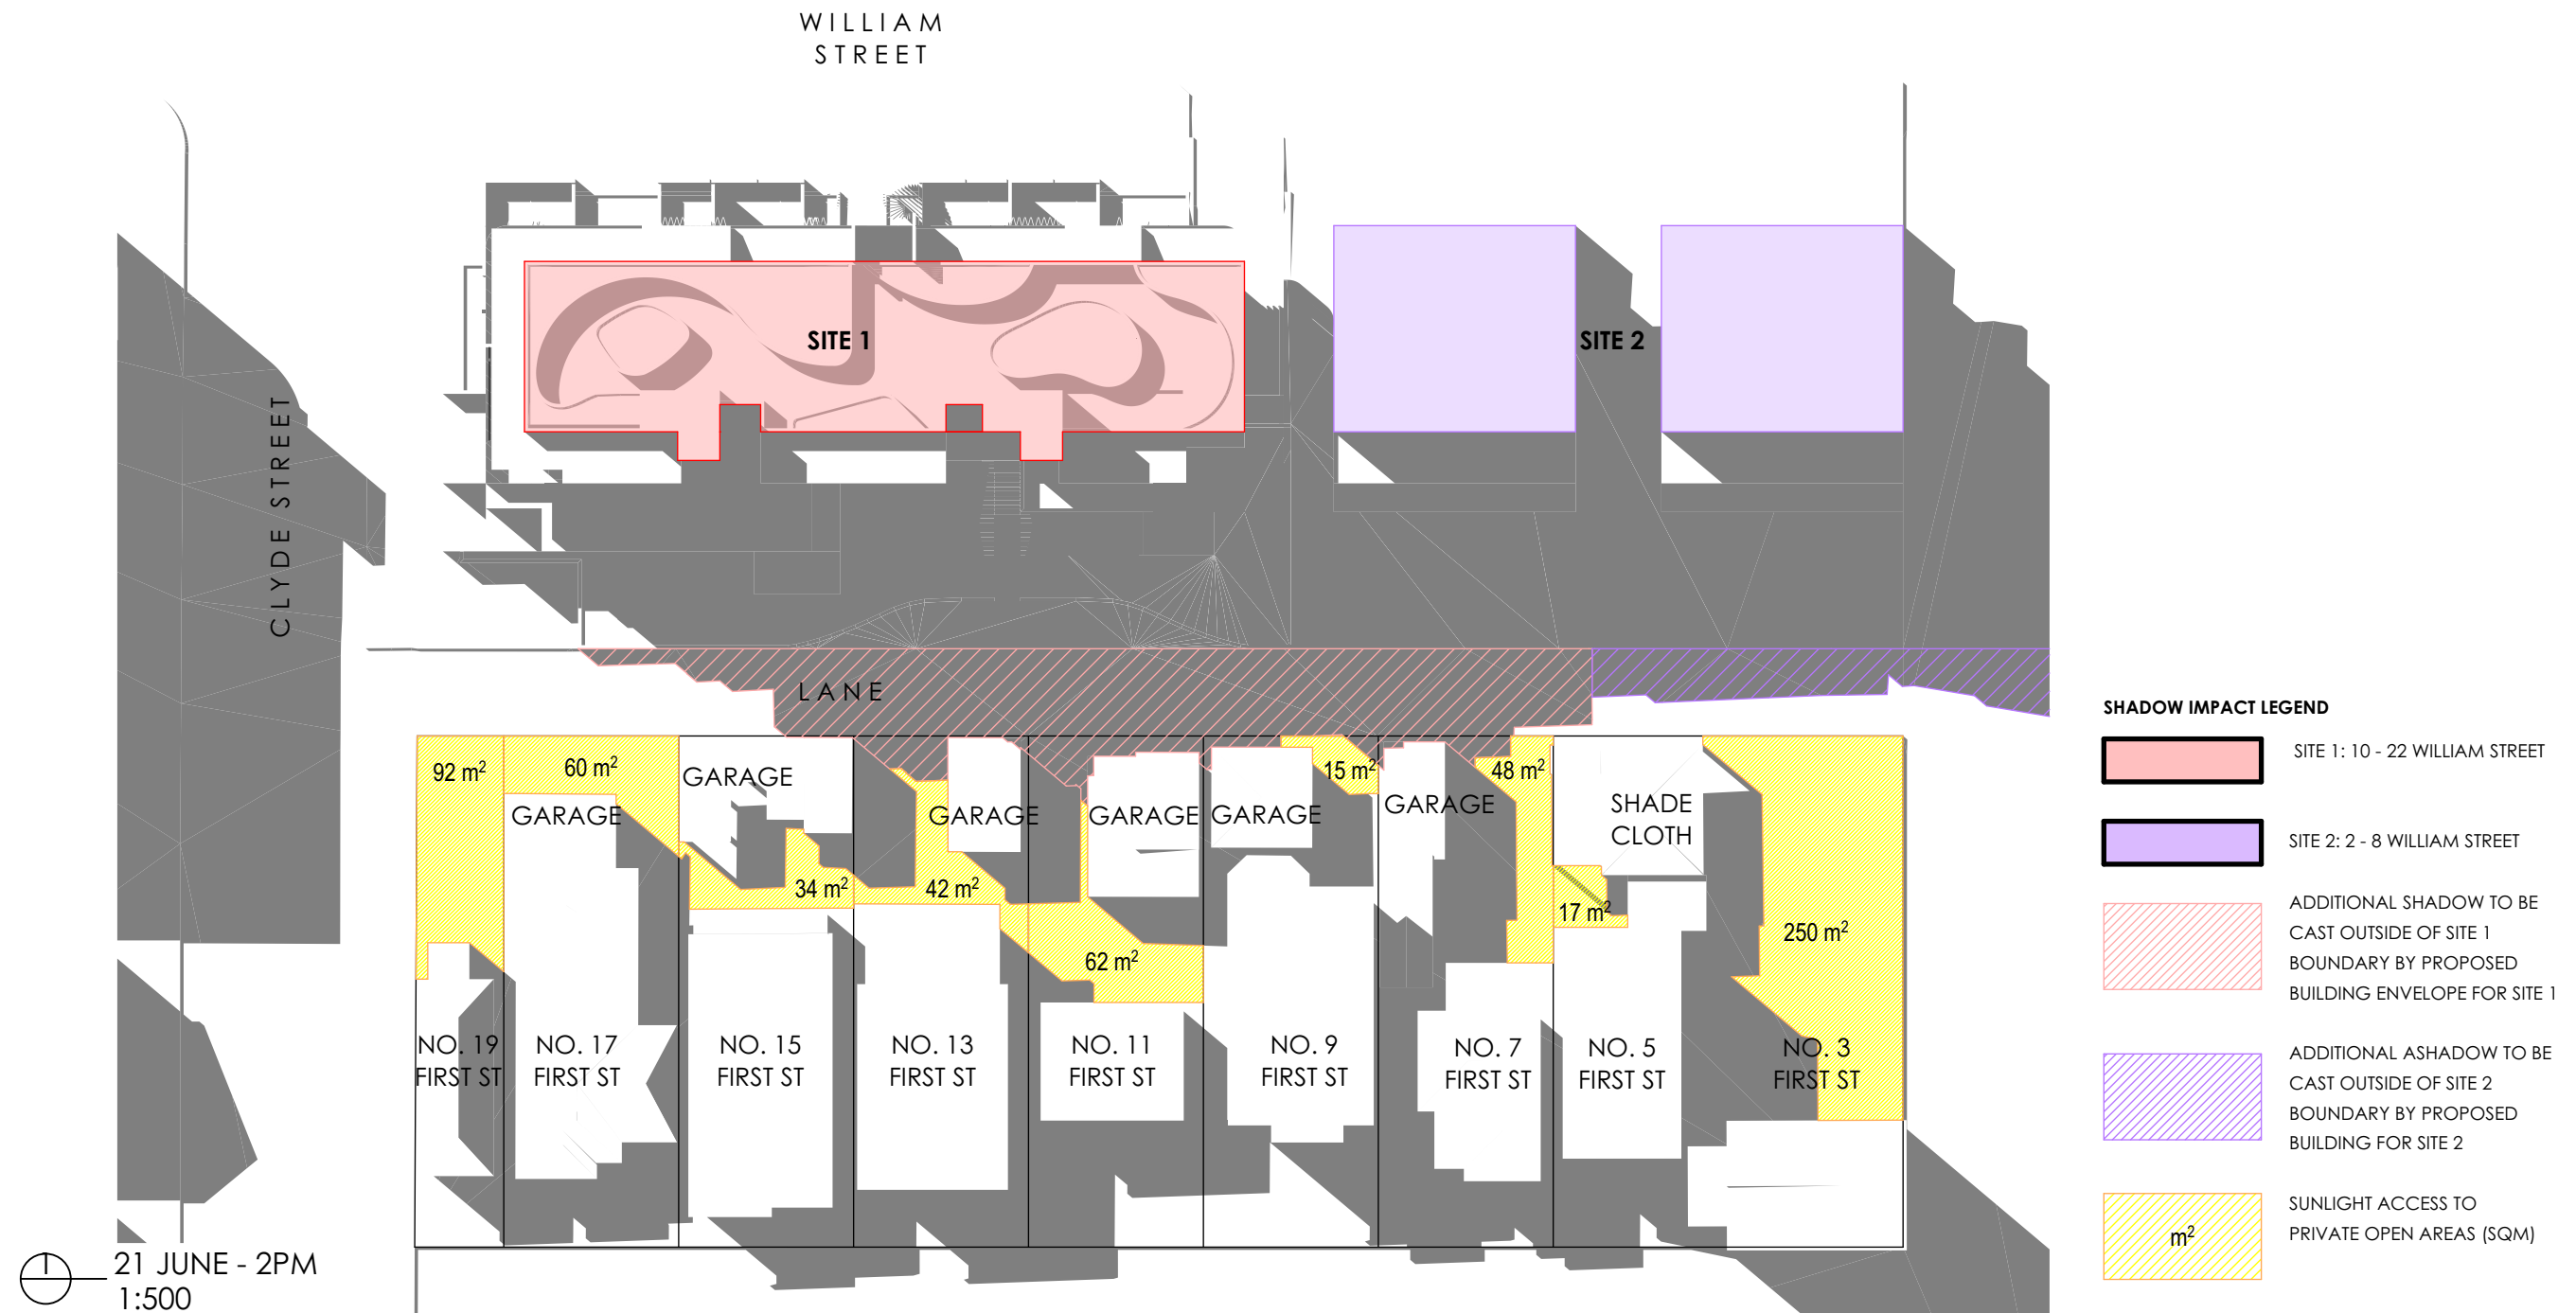 WILLIAM
STREET
SITE 1
SITE 2
CLYDE STREET
LANE
92 m²
60 m²
GARAGE
GARAGE
34 m²
GARAGE
42 m²
GARAGE
62 m²
GARAGE
15 m²
GARAGE
48 m²
SHADE
CLOTH
17 m²
250 m²
NO. 19
FIRST ST
NO. 17
FIRST ST
NO. 15
FIRST ST
NO. 13
FIRST ST
NO. 11
FIRST ST
NO. 9
FIRST ST
NO. 7
FIRST ST
NO. 5
FIRST ST
NO. 3
FIRST ST
1
21 JUNE - 2PM
1:500
SHADOW IMPACT LEGEND
SITE 1: 10 - 22 WILLIAM STREET
SITE 2: 2 - 8 WILLIAM STREET
ADDITIONAL SHADOW TO BE
CAST OUTSIDE OF SITE 1
BOUNDARY BY PROPOSED
BUILDING ENVELOPE FOR SITE 1
ADDITIONAL ASHADOW TO BE
CAST OUTSIDE OF SITE 2
BOUNDARY BY PROPOSED
BUILDING FOR SITE 2
m²
SUNLIGHT ACCESS TO
PRIVATE OPEN AREAS (SQM)